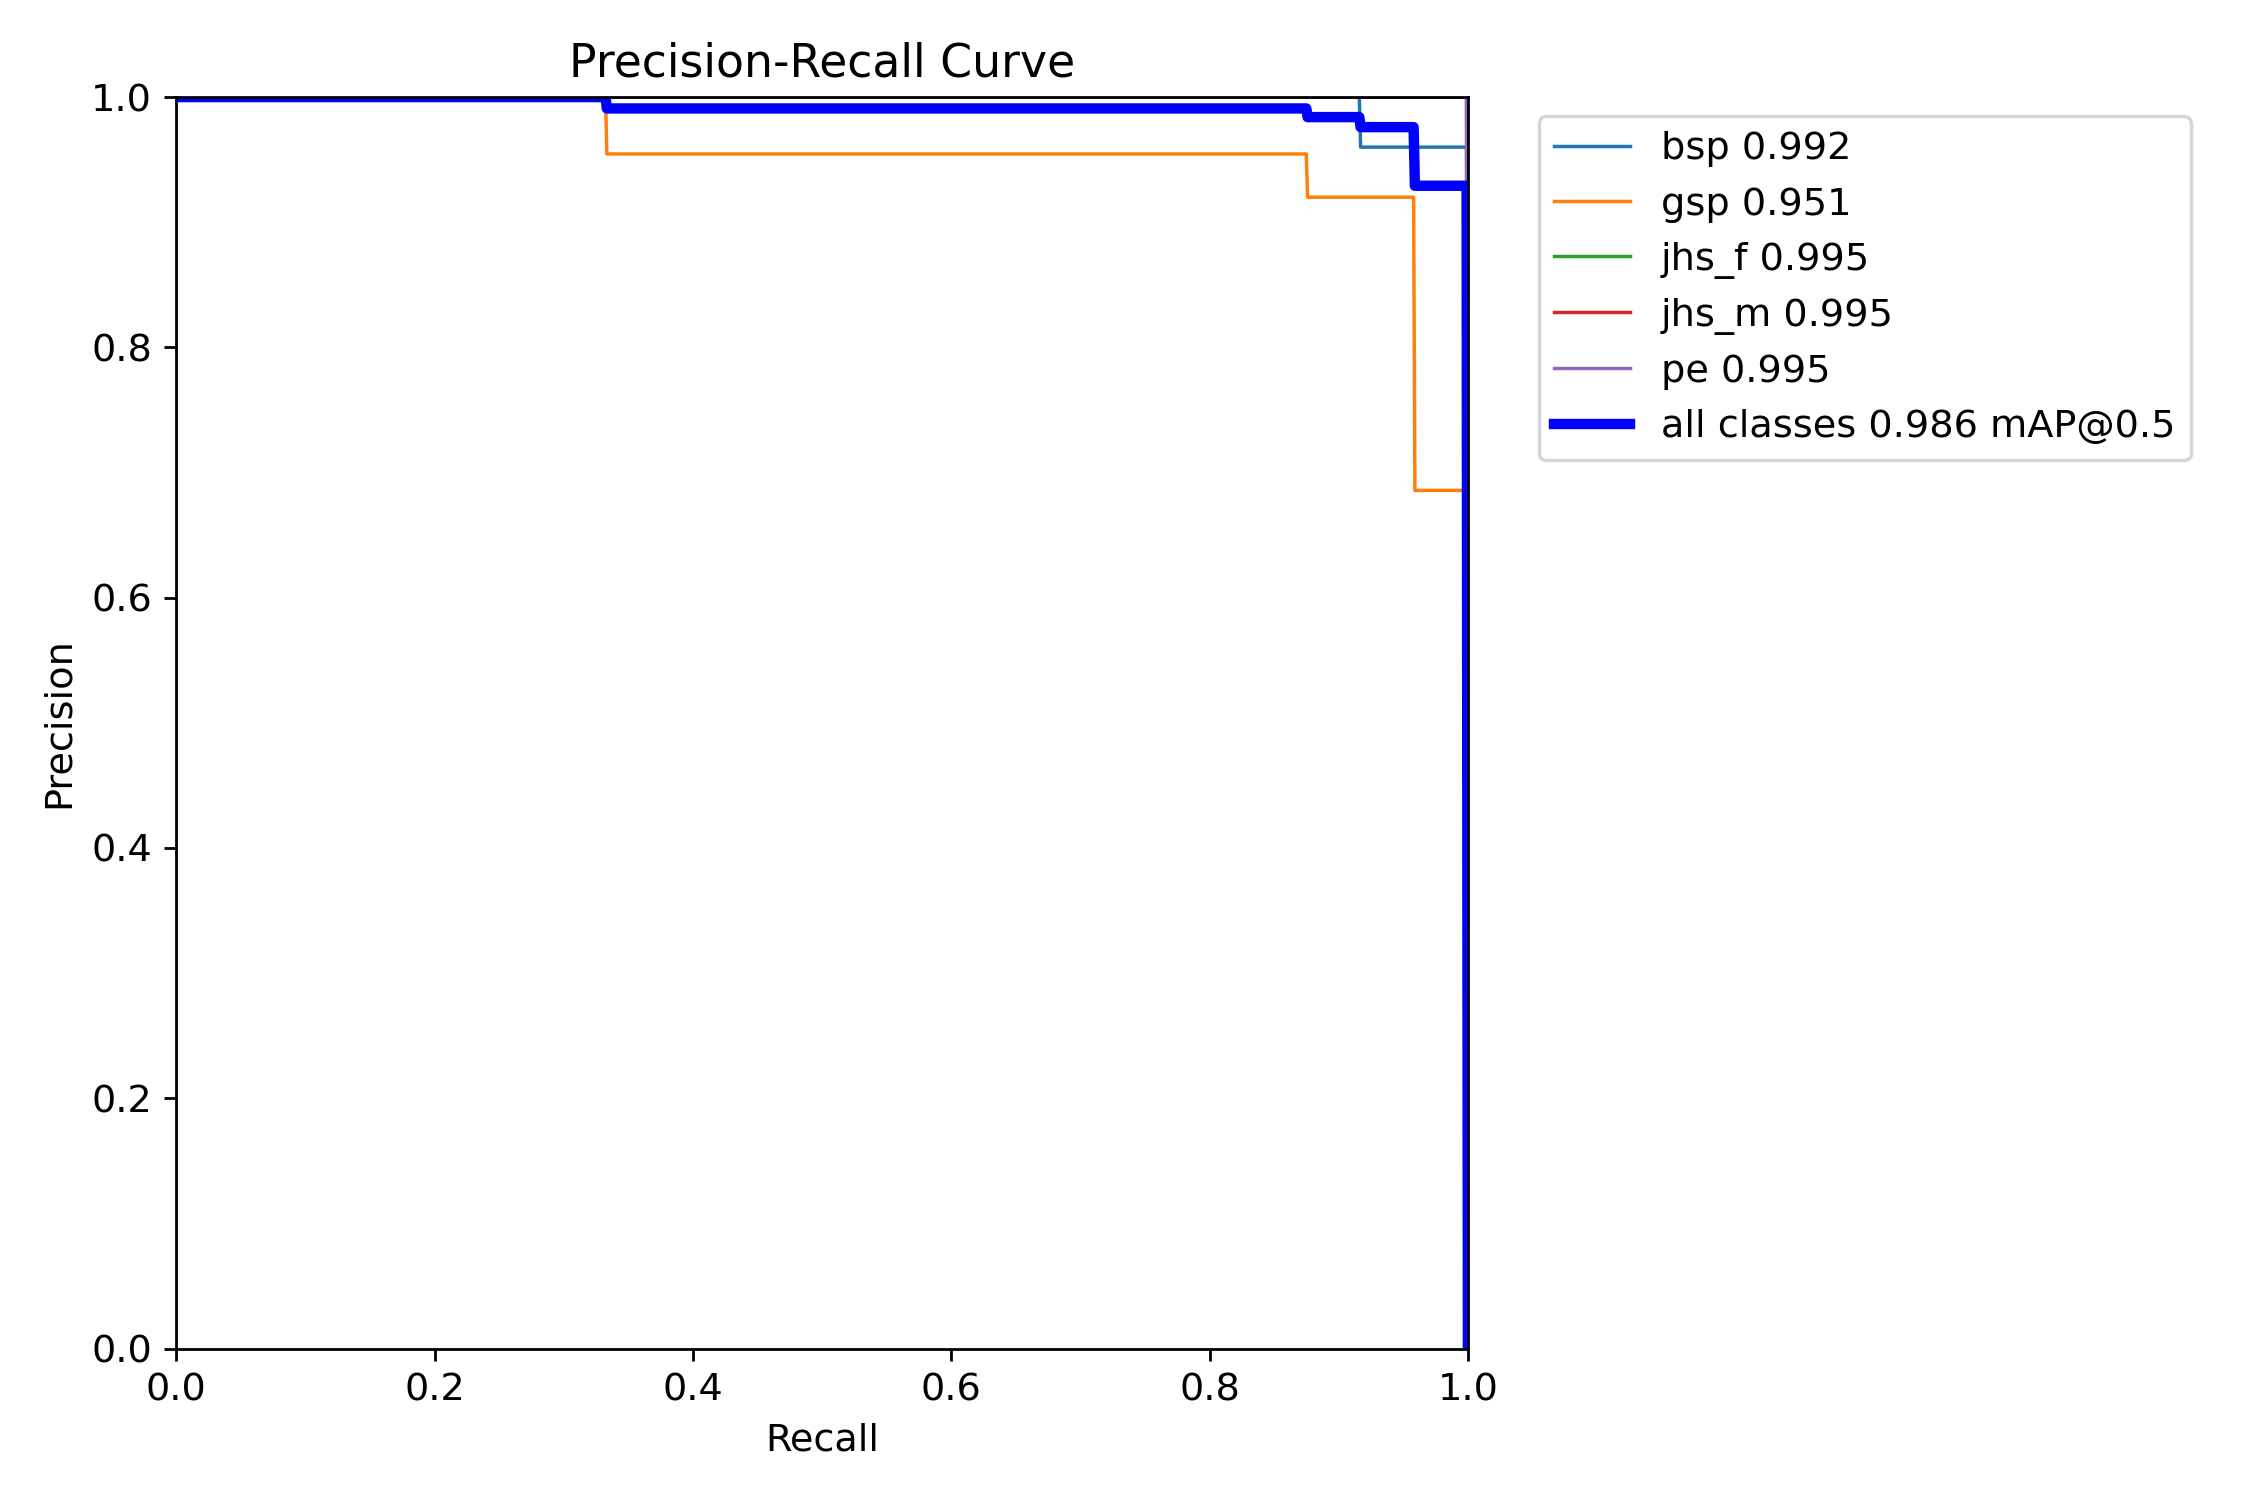 Precision-Recall Curve
1.0
0.8
0.6
0.4
0.2
0.0
Precision
0.0 0.2 0.4 0.6 0.8 1.0
Recall
bsp 0.992
gsp 0.951
jhs_f 0.995
jhs_m 0.995
pe 0.995
all classes 0.986 mAP@0.5